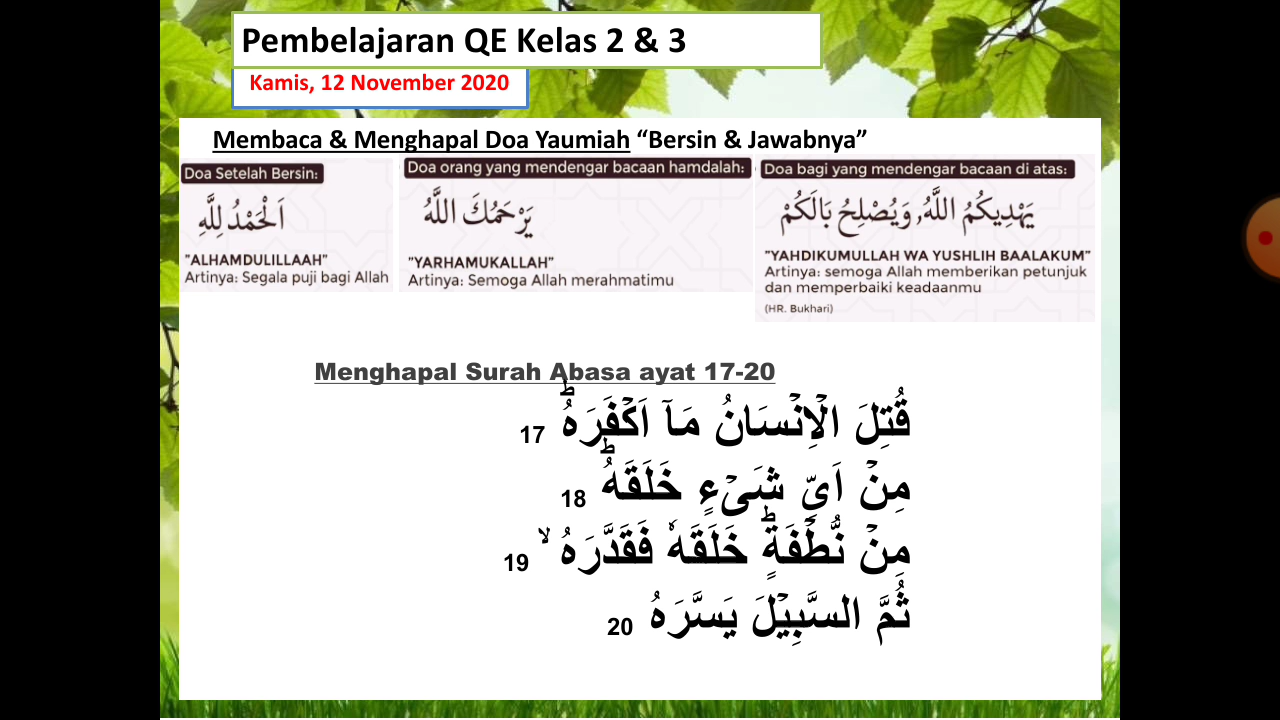 Pembelajaran QE Kelas 2 & 3
Kamis, 12 November 2020
Membaca & Menghapal Doa Yaumiah “Bersin & Jawabnya”
Doa Setelah Bersin:
اَلْحَمْدُ لِلَّهِ
"ALHAMDULILLAAH"
Artinya: Segala puji bagi Allah
Doa orang yang mendengar bacaan hamdalah:
يَرْحَمُكَ اللَّهُ
"YARHAMUKALLAH"
Artinya: Semoga Allah merahmatimu
Doa bagi yang mendengar bacaan di atas:
يَهْدِيكُمُ اللَّهُ, وَيُصْلِحُ بَالَكُمْ
"YAHDIKUMULLAH WA YUSHLIH BAALAKUM"
Artinya: semoga Allah memberikan petunjuk
dan memperbaiki keadaanmu
(HR. Bukhari)
Menghapal Surah Abasa ayat 17-20
قُتِلَ الْاِنْسَانُ مَآ اَكْفَرَهٗۗ 17
مِنْ اَيِّ شَيْءٍ خَلَقَهٗۗ 18
مِنْ نُّطْفَةٍۗ خَلَقَهٗ فَقَدَّرَهُ ۙ 19
ثُمَّ السَّبِيْلَ يَسَّرَهُ 20